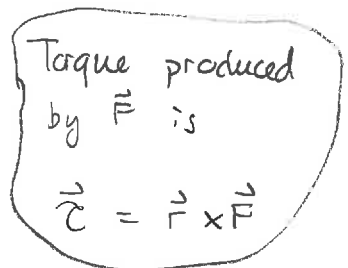 Torque produced
by F⃗ is
τ⃗ = r⃗ × F⃗